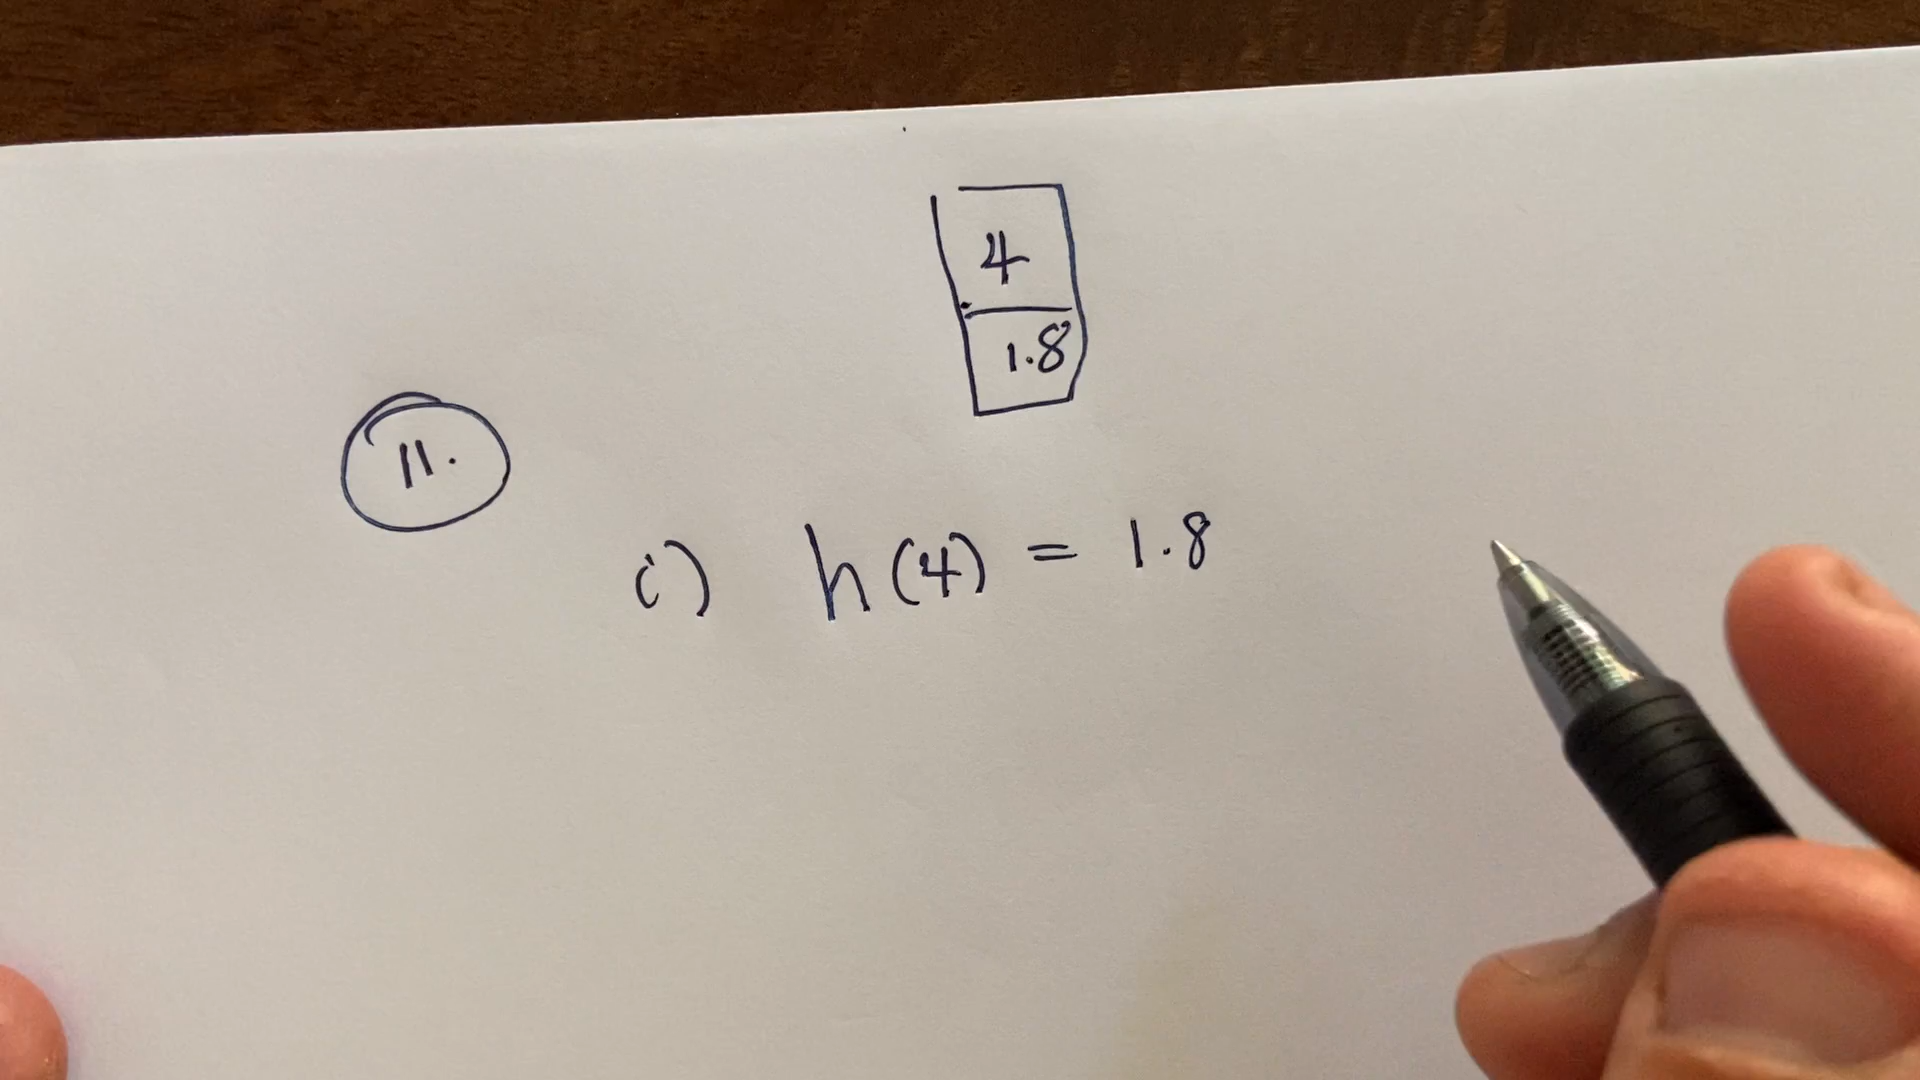 4
1.8
11.
i) h(4) = 1.8